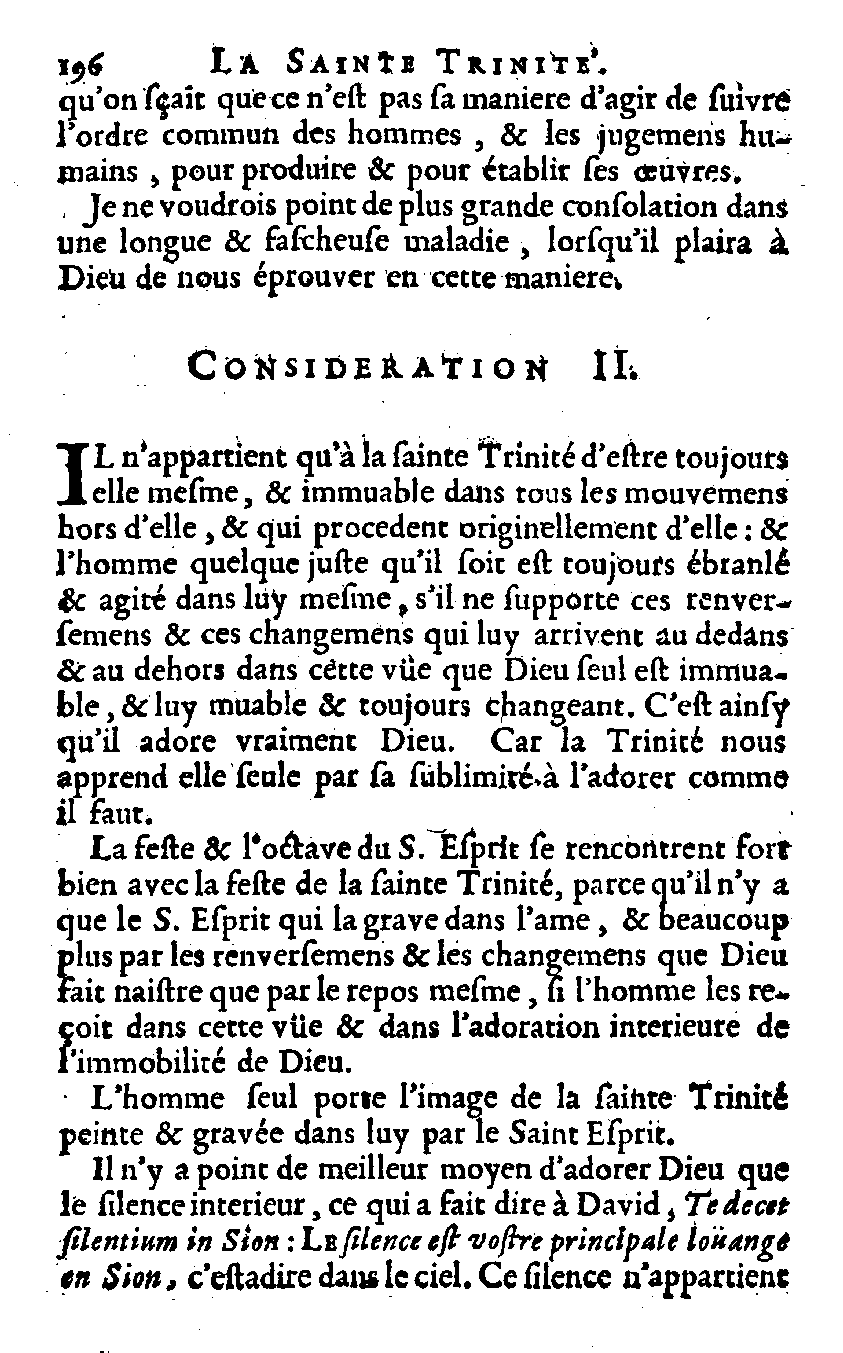 196 LA SAINTE TRINITE'.
qu'on sçait que ce n'est pas sa maniere d'agir de suivre
l'ordre commun des hommes, & les jugemens hu-
mains, pour produire & pour établir ses œuvres.
Je ne voudrois point de plus grande consolation dans
une longue & fascheuse maladie, lorsqu'il plaira à
Dieu de nous éprouver en cette maniere.
CONSIDERATION II.
IL n'appartient qu'à la sainte Trinité d'estre toujours
elle mesme, & immuable dans tous les mouvemens
hors d'elle, & qui procedent originellement d'elle: &
l'homme quelque juste qu'il soit est toujours ébranlé
& agité dans luy mesme, s'il ne supporte ces renver-
semens & ces changemens qui luy arrivent au dedans
& au dehors dans cette vûe que Dieu seul est immua-
ble, & luy muable & toujours changeant. C'est ainsy
qu'il adore vraiment Dieu. Car la Trinité nous
apprend elle seule par sa sublimité à l'adorer comme
il faut.
La feste & l'octave du S. Esprit se rencontrent fort
bien avec la feste de la sainte Trinité, parce qu'il n'y a
que le S. Esprit qui la grave dans l'ame, & beaucoup
plus par les renversemens & les changemens que Dieu
fait naistre que par le repos mesme, si l'homme les re-
çoit dans cette vûe & dans l'adoration interieure de
l'immobilité de Dieu.
L'homme seul porte l'image de la sainte Trinité
peinte & gravée dans luy par le Saint Esprit.
Il n'y a point de meilleur moyen d'adorer Dieu que
le silence interieur, ce qui a fait dire à David, Te decet
silentium in Sion: LE silence est vostre principale loüange
en Sion, c'estadire dans le ciel. Ce silence n'appartient